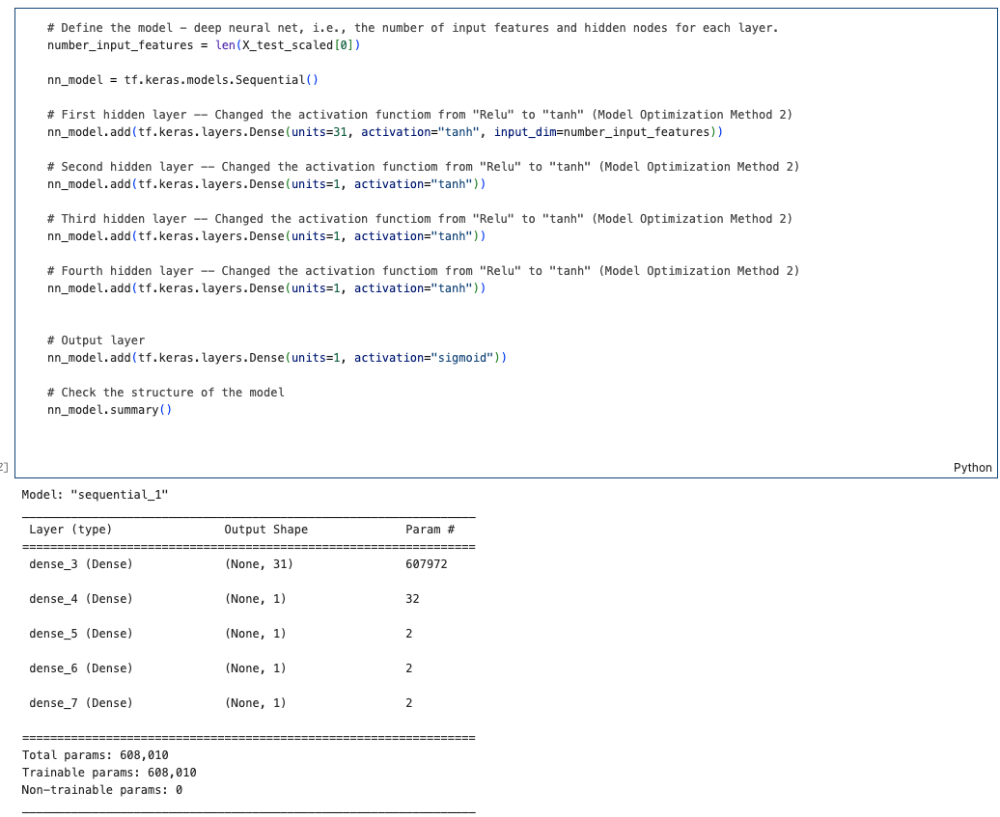 # Define the model - deep neural net, i.e., the number of input features and hidden nodes for each layer.
number_input_features = len(X_test_scaled[0])
nn_model = tf.keras.models.Sequential()
# First hidden layer -- Changed the activation functiom from "Relu" to "tanh" (Model Optimization Method 2)
nn_model.add(tf.keras.layers.Dense(units=31, activation="tanh", input_dim=number_input_features))
# Second hidden layer -- Changed the activation functiom from "Relu" to "tanh" (Model Optimization Method 2)
nn_model.add(tf.keras.layers.Dense(units=1, activation="tanh"))
# Third hidden layer -- Changed the activation functiom from "Relu" to "tanh" (Model Optimization Method 2)
nn_model.add(tf.keras.layers.Dense(units=1, activation="tanh"))
# Fourth hidden layer -- Changed the activation functiom from "Relu" to "tanh" (Model Optimization Method 2)
nn_model.add(tf.keras.layers.Dense(units=1, activation="tanh"))
# Output layer
nn_model.add(tf.keras.layers.Dense(units=1, activation="sigmoid"))
# Check the structure of the model
nn_model.summary()
2]
Python
Model: "sequential_1"
Layer (type) Output Shape Param #
dense_3 (Dense) (None, 31) 607972
dense_4 (Dense) (None, 1) 32
dense_5 (Dense) (None, 1) 2
dense_6 (Dense) (None, 1) 2
dense_7 (Dense) (None, 1) 2
Total params: 608,010
Trainable params: 608,010
Non-trainable params: 0